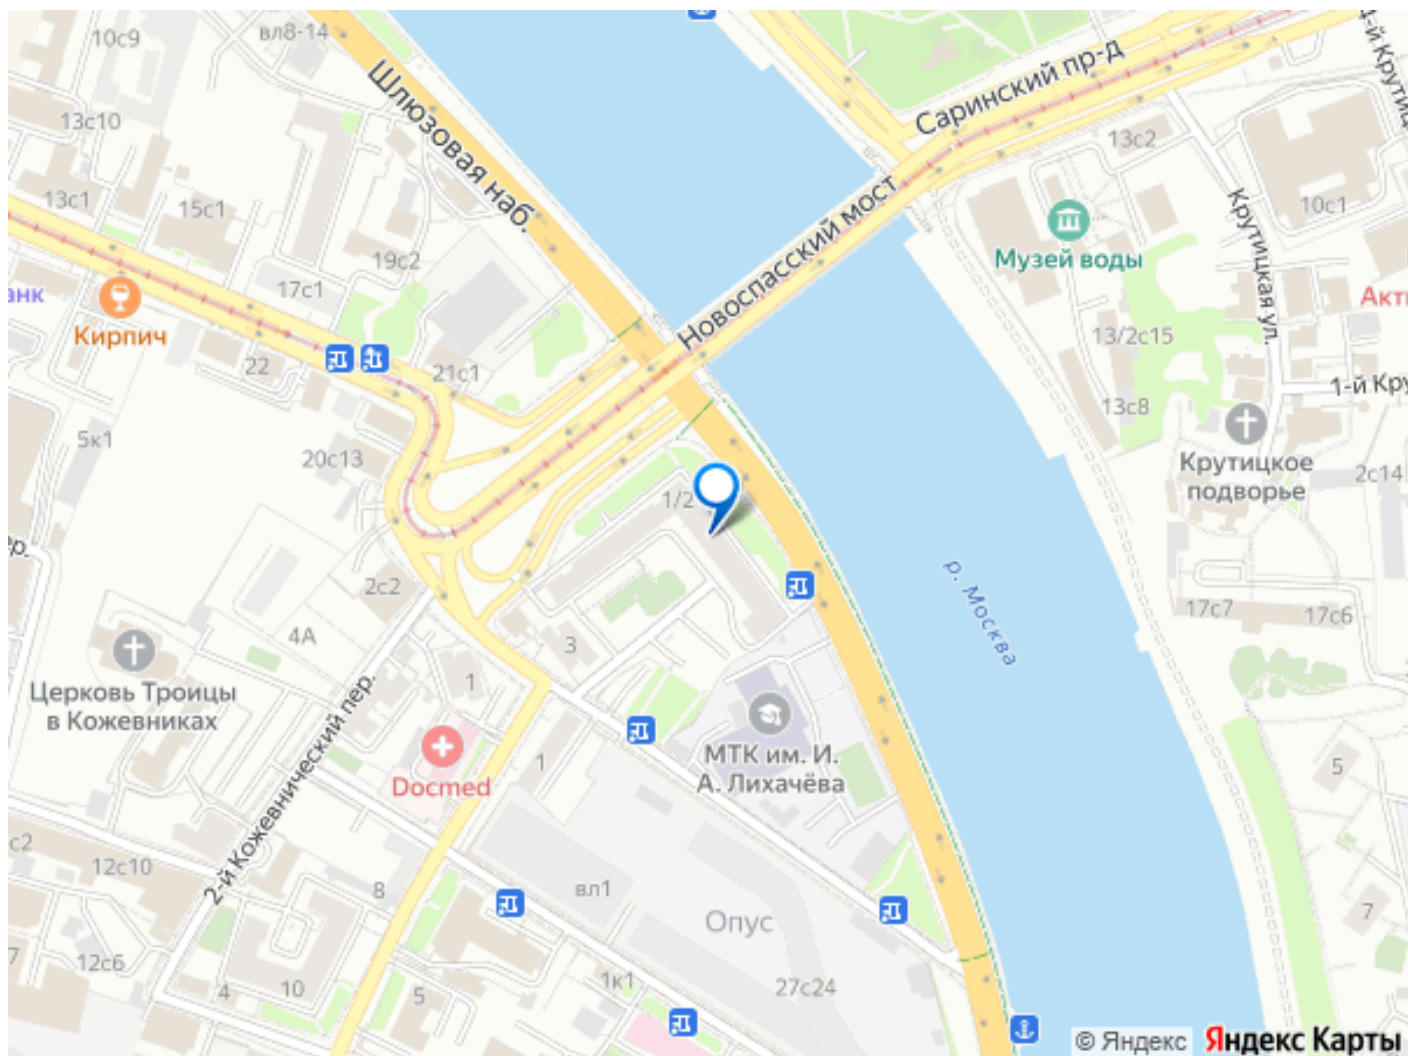 10с9
вл8-14
Шлюзовая наб.
13с10
13с1
15с1
19с2
17с1
анк
Кирпич
22
21с1
5к1
20с13
Саринский пр-д
13с2
Новоспасский мост
Музей воды
Крутицкая ул.
10с1
Акт
13/2с15
1-й Кру
13с8
Крутицкое
подворье
2с14
1/2
р. Москва
17с7
17с6
2с2
4А
3
1
Церковь Троицы
в Кожевниках
2-й Кожевнический пер.
Docmed
1
МТК им. И.
А. Лихачёва
5
12с10
8
вл1
Опус
7
12с6
4
10
5
1к1
27с24
© Яндекс
Яндекс Карты